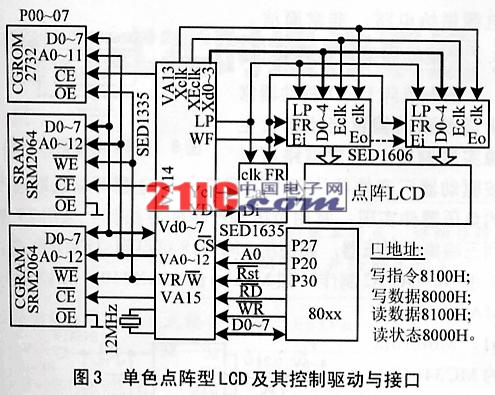 P00~07
CGROM
2732
D0~7
A0~11
CE
OE
SRAM
SRM2064
D0~7
A0~12
WE
CE
OE
CGRAM
SRM2064
D0~7
A0~12
WE
CE
OE
12MHz
SED1335
VA13
Xclk
XEclk
Xd0~3
LP
WF
VA14
YD
Vd0~7
VA0~12
VR/W
VA15
clk FR
Di
SED1635
LP
FR
Ei
D0~4
Eclk
Eo
LP
FR
Ei
D0~4
Eclk
Eo
SED1606
点阵LCD
21IC中国电子网
CS
A0
Rst
RD
WR
D0~7
P27
P20
P30
80xx
口地址:
写指令8100H;
写数据8000H;
读数据8100H;
读状态8000H。
图3 单色点阵型LCD及其控制驱动与接口